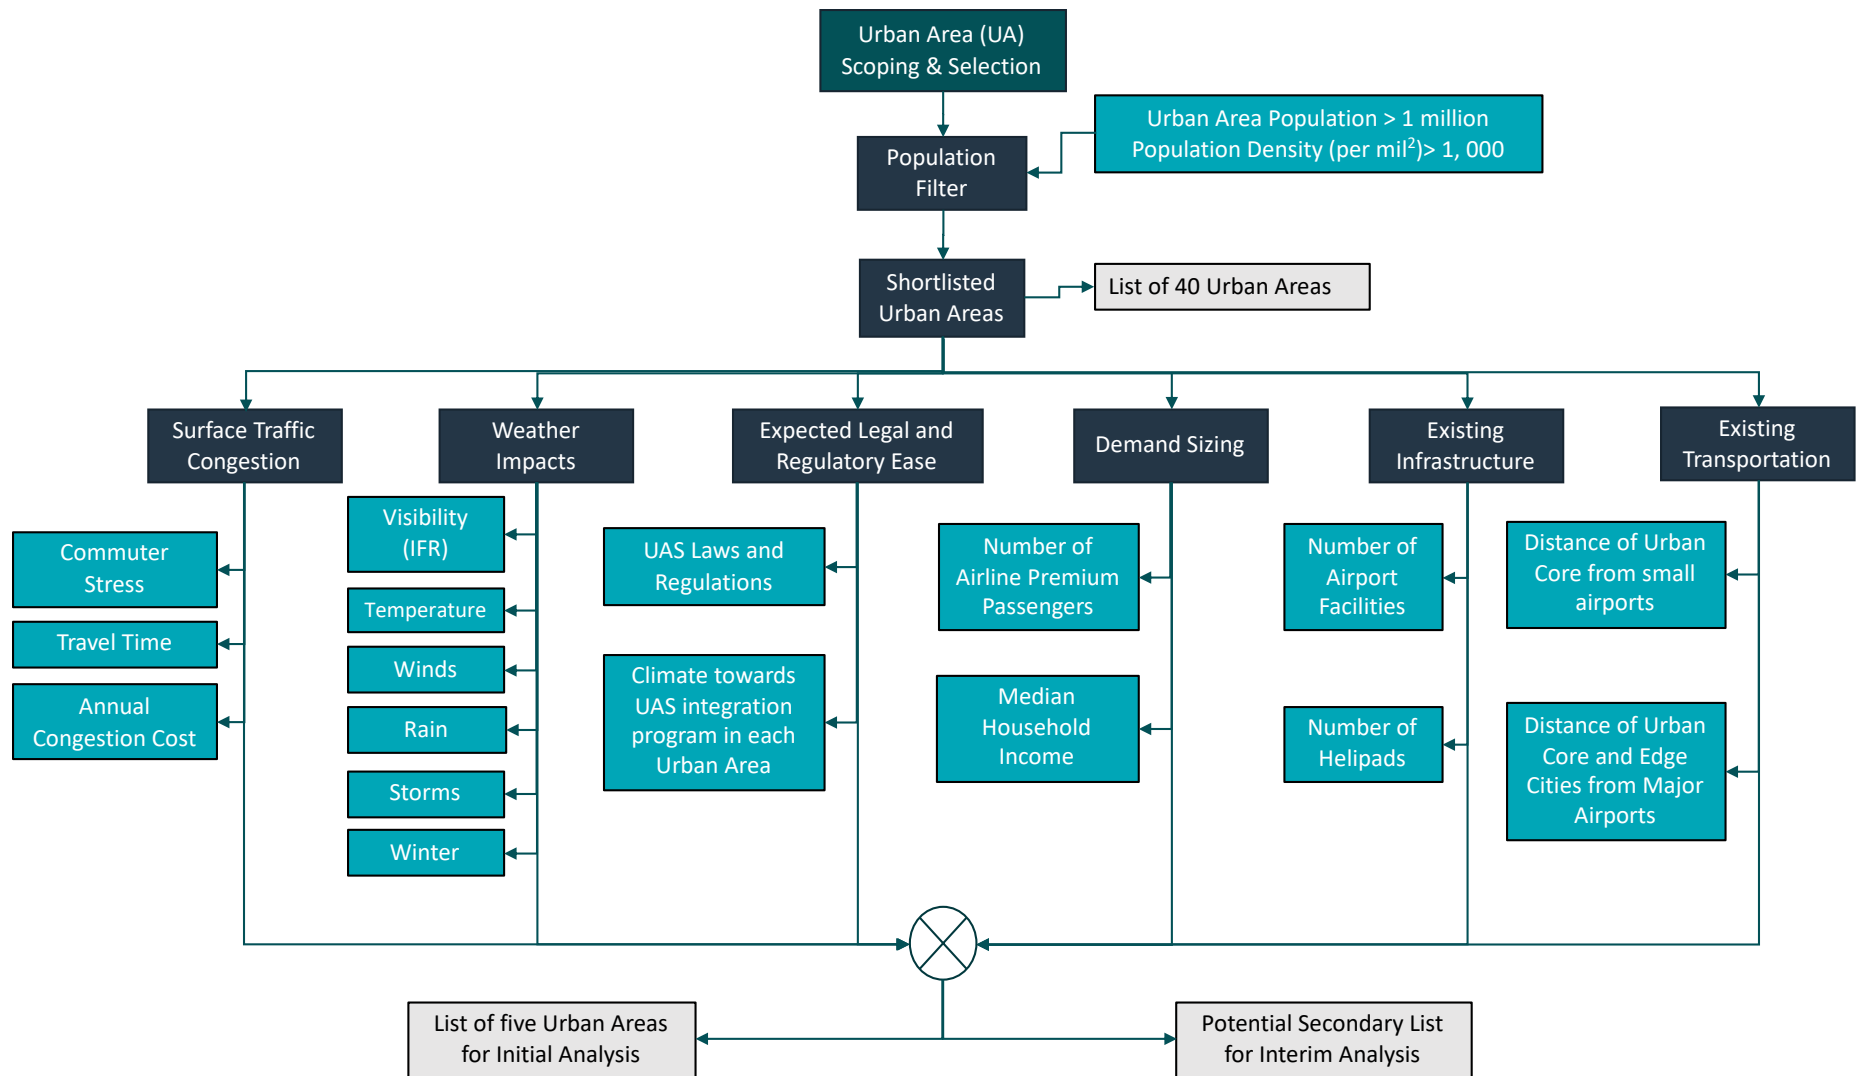 Urban Area (UA)
Scoping & Selection
Urban Area Population > 1 million
Population Density (per mil²)> 1, 000
Population
Filter
Shortlisted
Urban Areas
List of 40 Urban Areas
Surface Traffic
Congestion
Weather
Impacts
Expected Legal and
Regulatory Ease
Demand Sizing
Existing
Infrastructure
Existing
Transportation
Commuter
Stress
Travel Time
Annual
Congestion Cost
Visibility
(IFR)
Temperature
Winds
Rain
Storms
Winter
UAS Laws and
Regulations
Climate towards
UAS integration
program in each
Urban Area
Number of
Airline Premium
Passengers
Median
Household
Income
Number of
Airport
Facilities
Number of
Helipads
Distance of Urban
Core from small
airports
Distance of Urban
Core and Edge
Cities from Major
Airports
List of five Urban Areas
for Initial Analysis
Potential Secondary List
for Interim Analysis